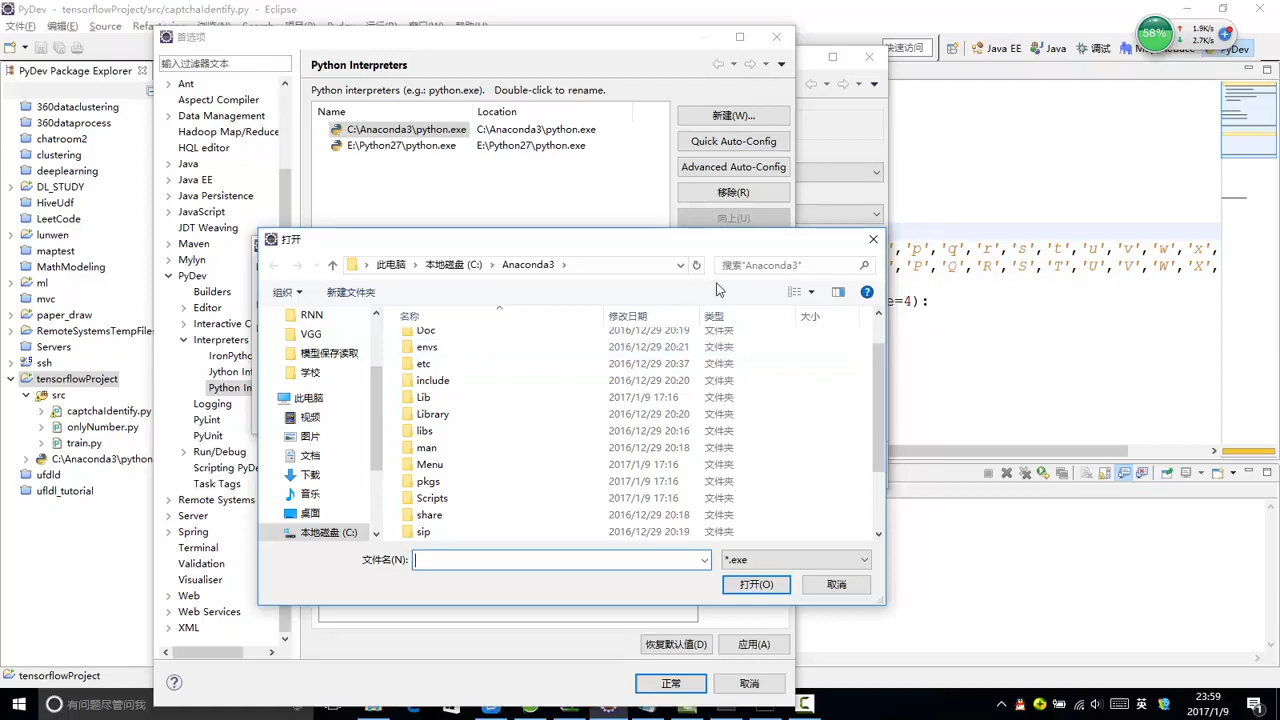 PyDev - tensorflowProject/src/captchaIdentify.py - Eclipse
文件(F) 编辑(E) Source
58%
1.9K/s
2.7K/s
快速访问
Java EE
Java
调试
PyDev
PyDev Package Explorer
360dataclustering
360dataprocess
chatroom2
clustering
deeplearning
DL_STUDY
HiveUdf
LeetCode
lunwen
maptest
MathModeling
ml
mvc
paper_draw
RemoteSystemsTempFiles
Servers
ssh
tensorflowProject
src
captchaIdentify.py
onlyNumber.py
train.py
C:\Anaconda3\python
ufldl
ufldl_tutorial
首选项
输入过滤器文本
Ant
AspectJ Compiler
Data Management
Hadoop Map/Reduce
HQL editor
Java
Java EE
Java Persistence
JavaScript
JDT Weaving
Maven
Mylyn
PyDev
Builders
Editor
Interactive C
Interpreters
IronPytho
Jython Int
Python In
Logging
PyLint
PyUnit
Run/Debug
Scripting PyDe
Task Tags
Remote Systems
Server
Spring
Terminal
Validation
Visualiser
Web
Web Services
XML
Python Interpreters
Python interpreters (e.g.: python.exe). Double-click to rename.
Name Location
C:\Anaconda3\python.exe C:\Anaconda3\python.exe
E:\Python27\python.exe E:\Python27\python.exe
新建(W)...
Quick Auto-Config
Advanced Auto-Config
移除(R)
向上(U)
,'p','q','r','s','t','u','v','w','x',
,'P','Q','R','S','T','U','V','W','X',
e=4):
打开
此电脑 本地磁盘 (C:) Anaconda3
搜索"Anaconda3"
组织 新建文件夹
RNN
VGG
模型保存读取
学校
此电脑
视频
图片
文档
下载
音乐
桌面
本地磁盘 (C:)
名称 修改日期 类型 大小
Doc 2016/12/29 20:19 文件夹
envs 2016/12/29 20:21 文件夹
etc 2016/12/29 20:37 文件夹
include 2016/12/29 20:20 文件夹
Lib 2017/1/9 17:16 文件夹
Library 2016/12/29 20:20 文件夹
libs 2016/12/29 20:16 文件夹
man 2016/12/29 20:18 文件夹
Menu 2017/1/9 17:16 文件夹
pkgs 2017/1/9 17:16 文件夹
Scripts 2017/1/9 17:16 文件夹
share 2016/12/29 20:18 文件夹
sip 2016/12/29 20:19 文件夹
文件名(N): *.exe
打开(O) 取消
恢复默认值(D) 应用(A)
正常 取消
tensorflowProject
有问题尽管问我
英
23:59
2017/1/9